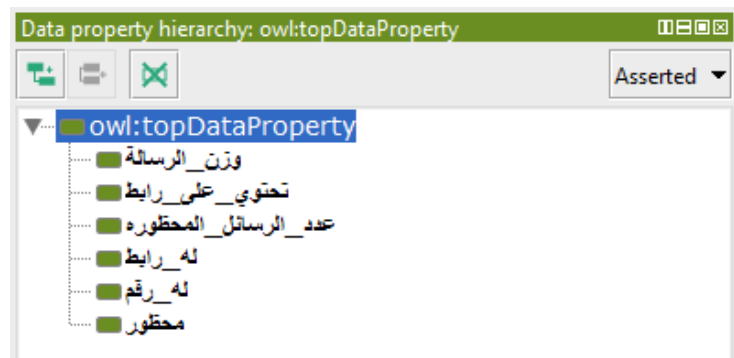 Data property hierarchy: owl:topDataProperty
Asserted
owl:topDataProperty
وزن_الرسالة
تحتوي_على_رابط
عدد_الرسائل_المحظوره
له_رابط
له_رقم
محظور